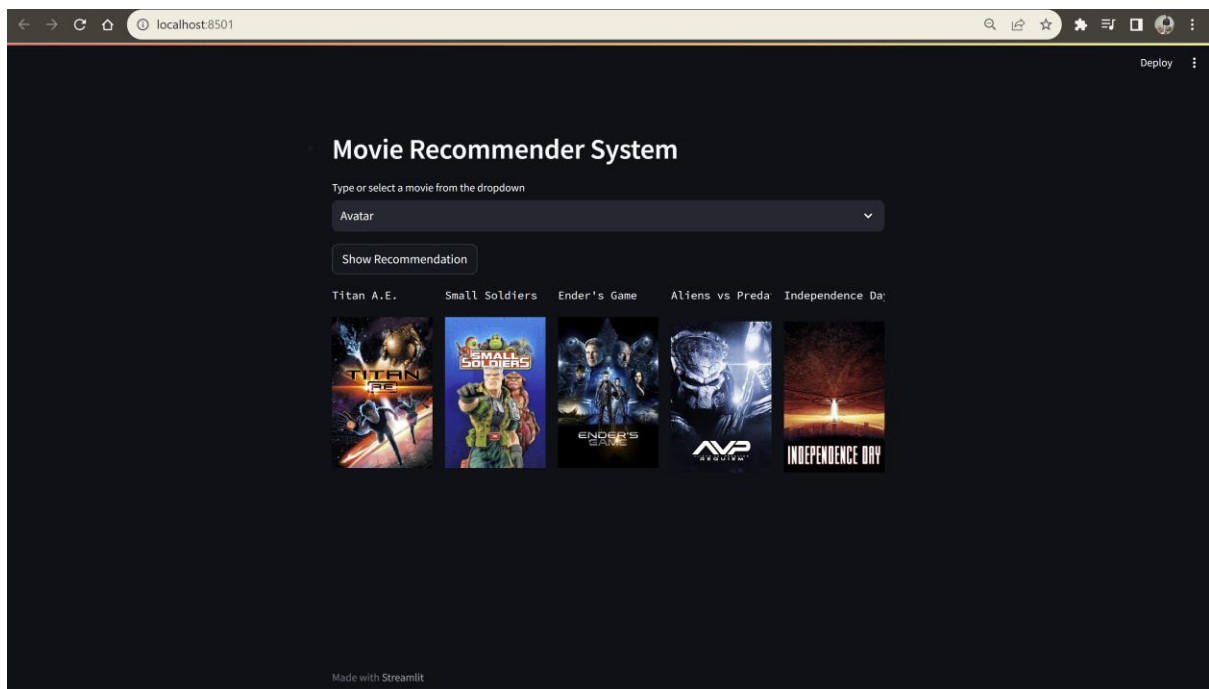 localhost:8501
Deploy
Movie Recommender System
Type or select a movie from the dropdown
Avatar
Show Recommendation
Titan A.E. Small Soldiers Ender's Game Aliens vs Preda Independence Da
TITAN
A.E.
SMALL
SOLDIERS
ENDER'S
GAME
AVP
REQUIEM
INDEPENDENCE DAY
Made with Streamlit